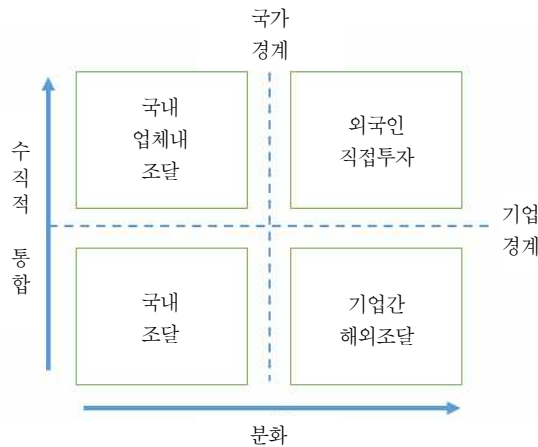 국가
경계
국내
업체내
조달
외국인
직접투자
수직적 통합
기업
경계
국내
조달
기업간
해외조달
분화